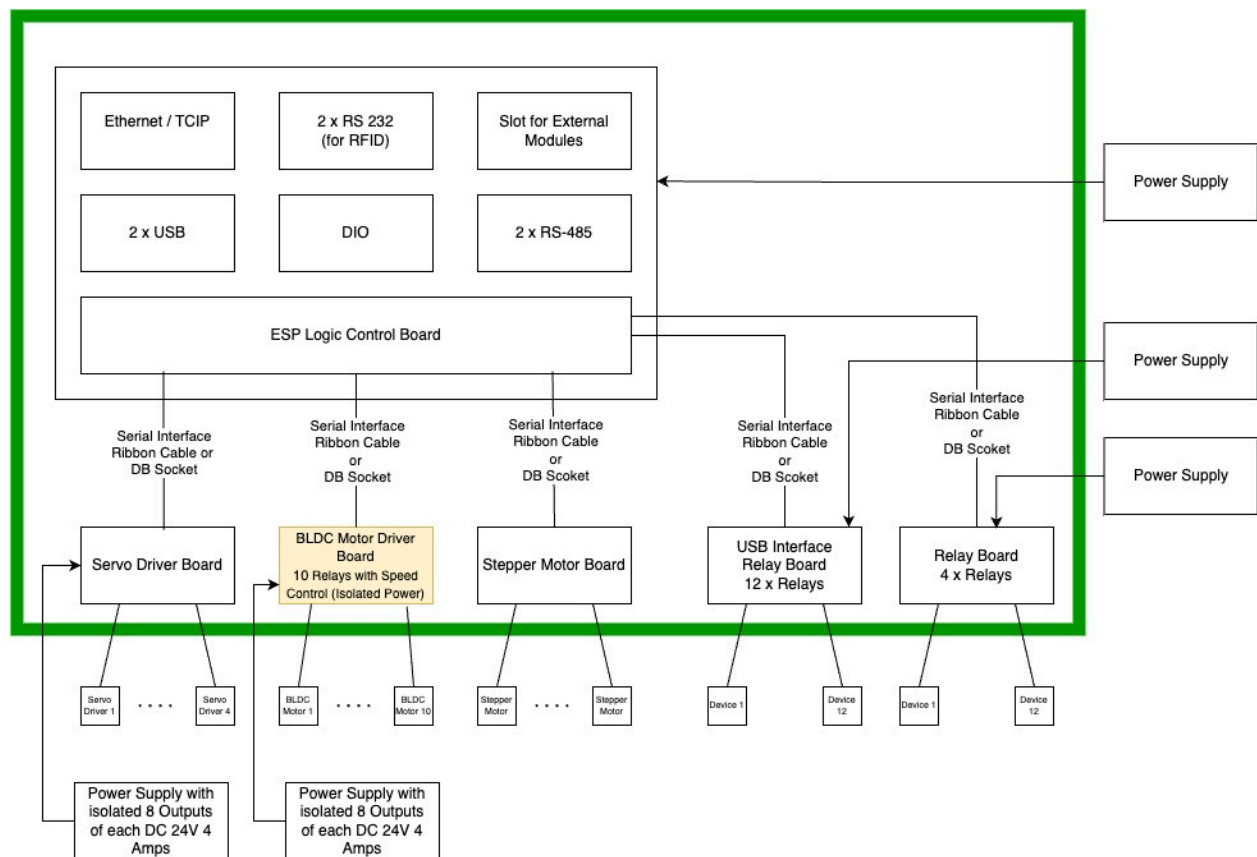 Ethernet / TCIP
2 x RS 232
(for RFID)
Slot for External
Modules
2 x USB
DIO
2 x RS-485
ESP Logic Control Board
Power Supply
Power Supply
Power Supply
Serial Interface
Ribbon Cable or
DB Socket
Serial Interface
Ribbon Cable
or
DB Socket
Serial Interface
Ribbon Cable
or
DB Scoket
Serial Interface
Ribbon Cable
or
DB Socket
Serial Interface
Ribbon Cable
or
DB Socket
Servo Driver Board
BLDC Motor Driver
Board
10 Relays with Speed
Control (Isolated Power)
Stepper Motor Board
USB Interface
Relay Board
12 x Relays
Relay Board
4 x Relays
Servo
Driver 1
. . . .
Servo
Driver 4
BLDC
Motor 1
. . . .
BLDC
Motor 10
Stepper
Motor
. . . .
Stepper
Motor
Device 1
Device
12
Device 1
Device
12
Power Supply with
isolated 8 Outputs
of each DC 24V 4
Amps
Power Supply with
isolated 8 Outputs
of each DC 24V 4
Amps